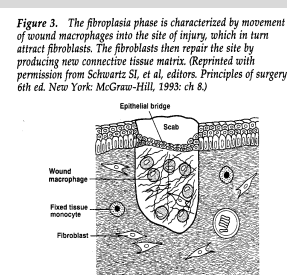 Figure 3. The fibroplasia phase is characterized by movement
of wound macrophages into the site of injury, which in turn
attract fibroblasts. The fibroblasts then repair the site by
producing new connective tissue matrix. (Reprinted with
permission from Schwartz SI, et al, editors. Principles of surgery
6th ed. New York: McGraw-Hill, 1993: ch 8.)
Epithelial bridge
Scab
Wound
macrophage
Fixed tissue
monocyte
Fibroblast